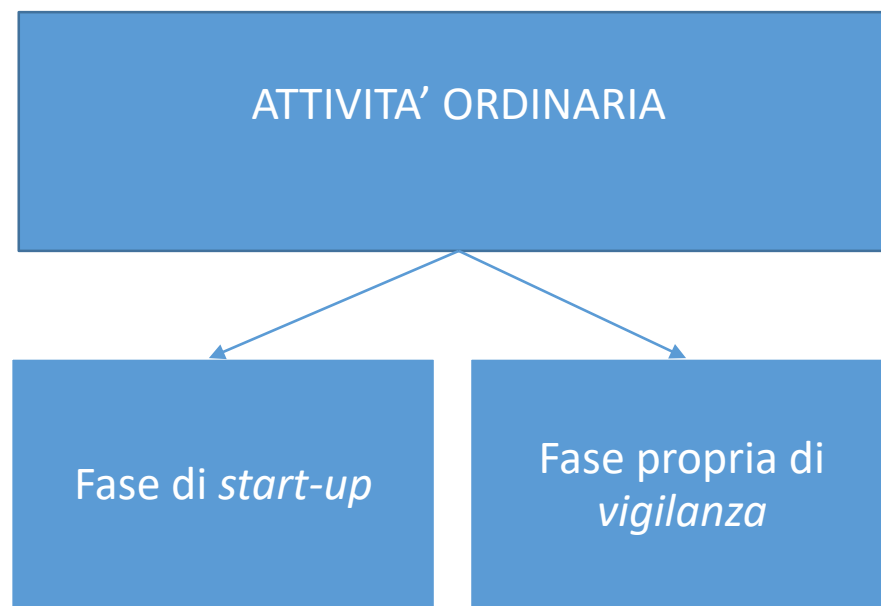 ATTIVITA’ ORDINARIA
Fase di start-up
Fase propria di
vigilanza